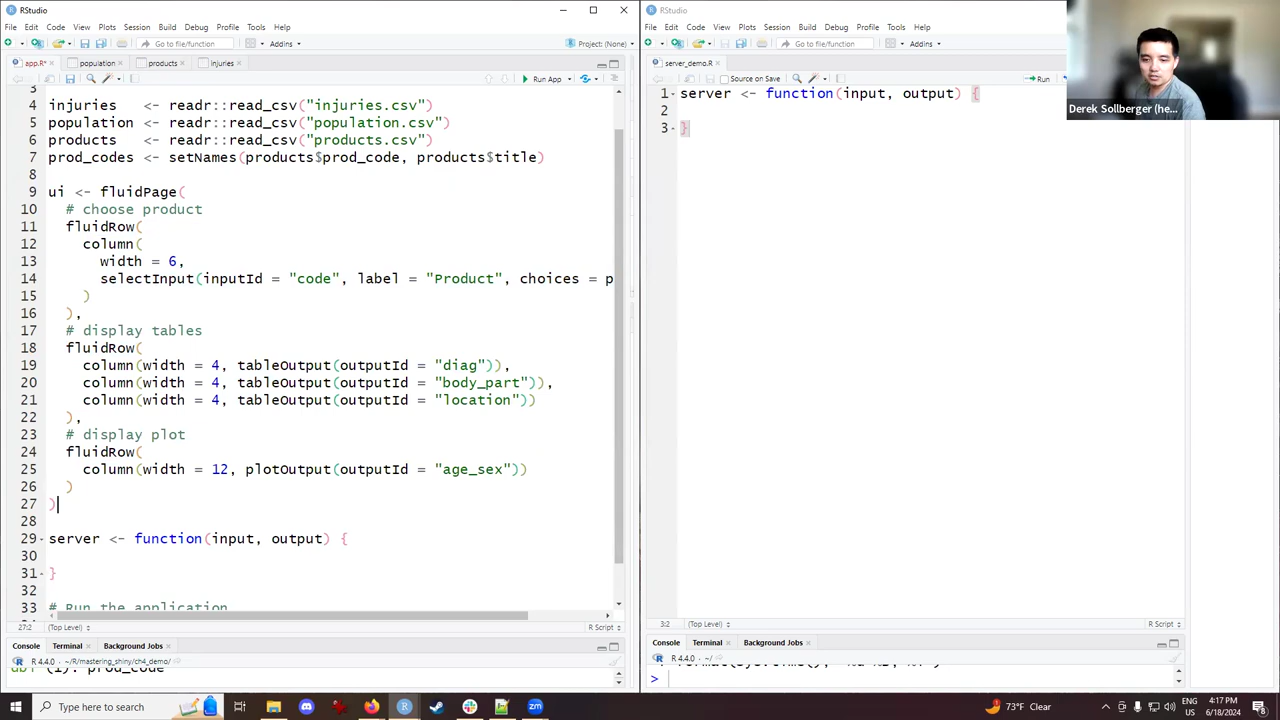 RStudio
File Edit Code View Plots Session Build Debug Profile Tools Help
Go to file/function Addins Project: (None)
app.R* population products injuries
Run App
3
4 injuries <- readr::read_csv("injuries.csv")
5 population <- readr::read_csv("population.csv")
6 products <- readr::read_csv("products.csv")
7 prod_codes <- setNames(products$prod_code, products$title)
8
9 ui <- fluidPage(
10 # choose product
11 fluidRow(
12 column(
13 width = 6,
14 selectInput(inputId = "code", label = "Product", choices = p
15 )
16 ),
17 # display tables
18 fluidRow(
19 column(width = 4, tableOutput(outputId = "diag")),
20 column(width = 4, tableOutput(outputId = "body_part")),
21 column(width = 4, tableOutput(outputId = "location"))
22 ),
23 # display plot
24 fluidRow(
25 column(width = 12, plotOutput(outputId = "age_sex"))
26 )
27 )
28
29 server <- function(input, output) {
30
31 }
32
33 # Run the application
27:2 (Top Level) R Script
Console Terminal Background Jobs
R 4.4.0 · ~/R/mastering_shiny/ch4_demo/
RStudio
File Edit Code View Plots Session Build Debug Profile Tools Help
Go to file/function Addins
server_demo.R
Source on Save Run
1 server <- function(input, output) {
2
3 }
3:2 (Top Level) R Script
Console Terminal Background Jobs
R 4.4.0 · ~/
>
Derek Sollberger (he...
Type here to search
73°F Clear
ENG
US
4:17 PM
6/18/2024
8